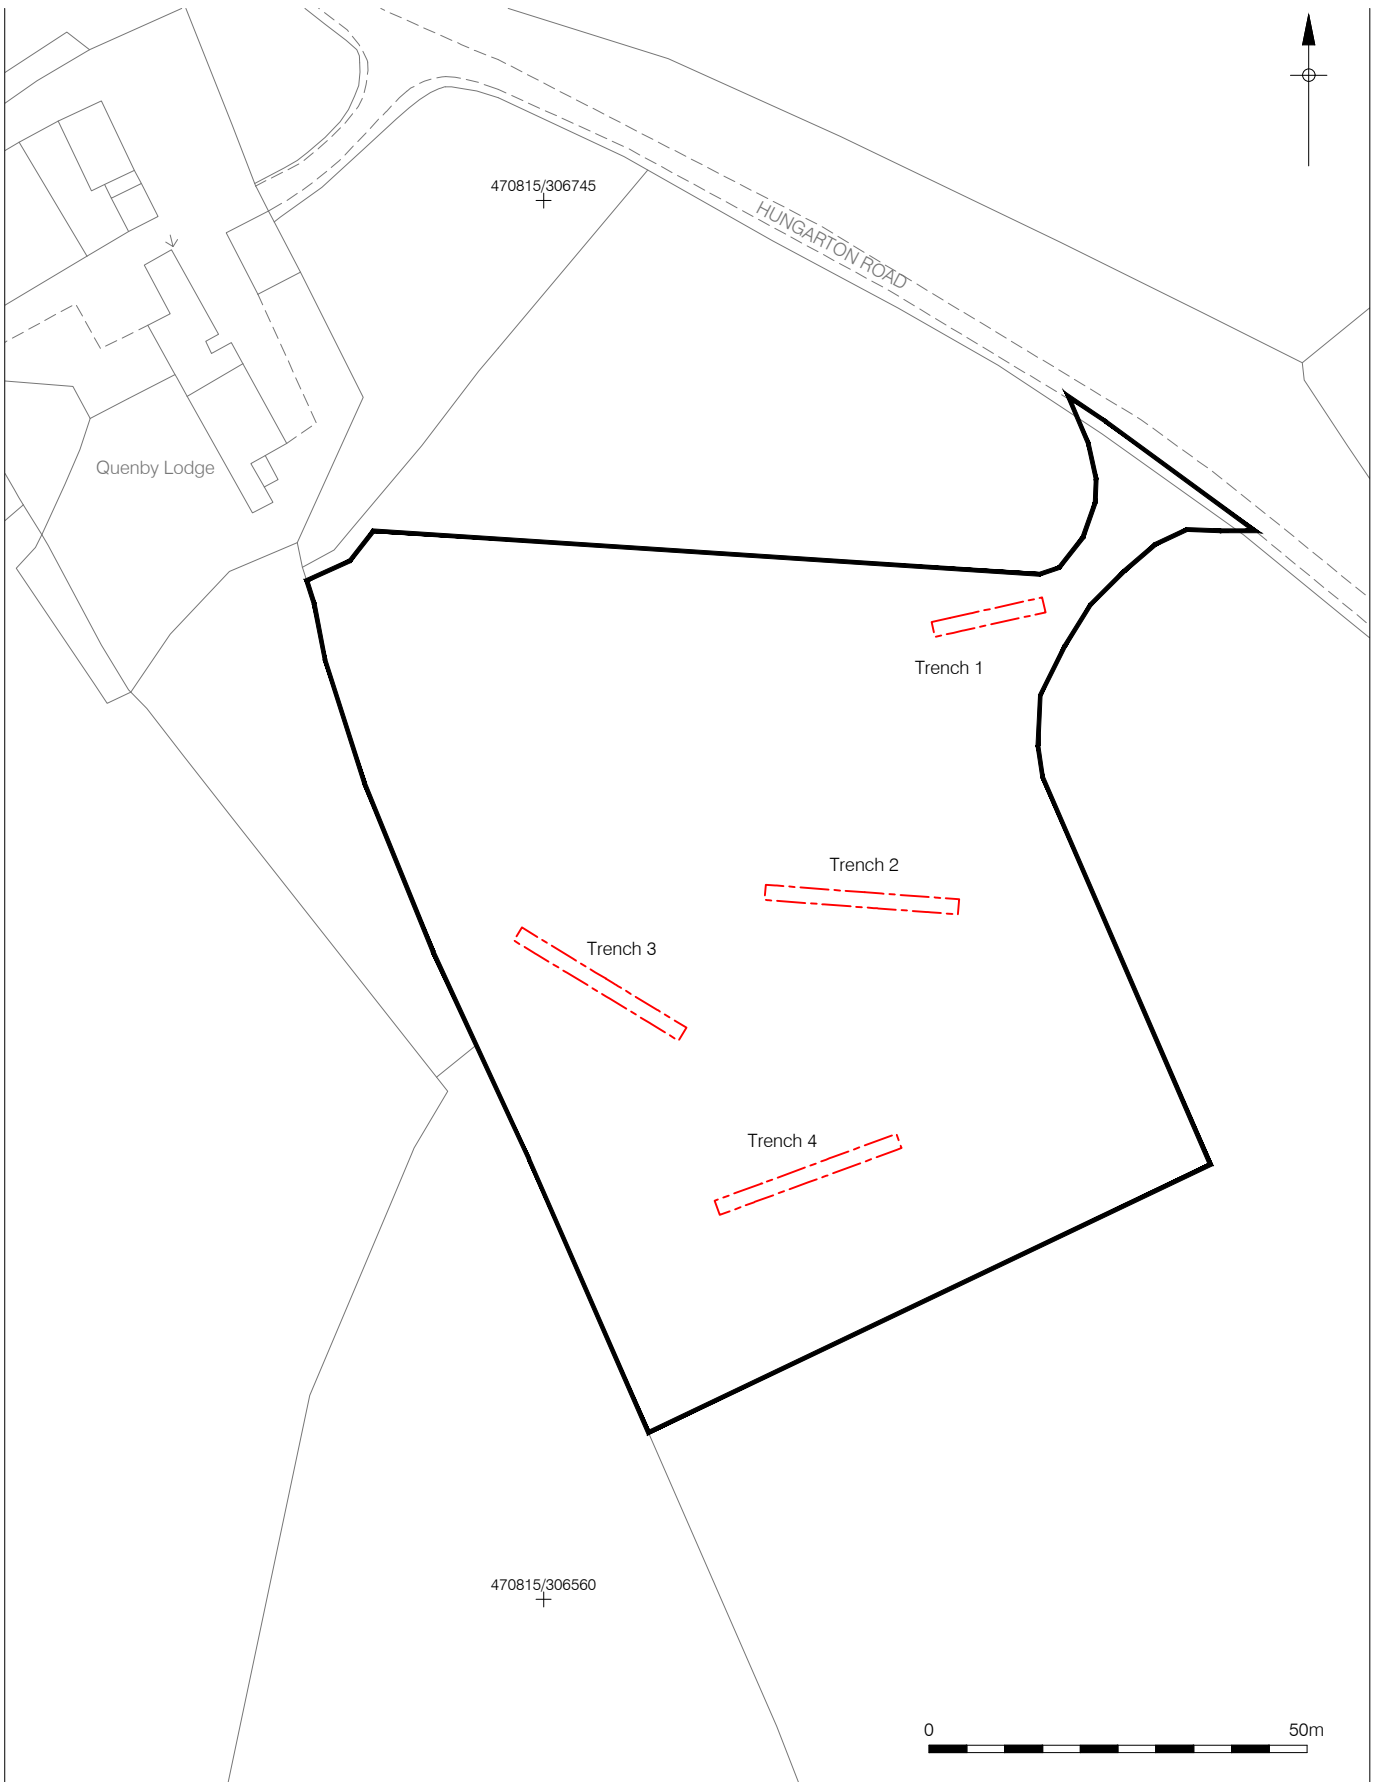 470815/306745
HUNGARTON ROAD
Quenby Lodge
Trench 1
Trench 2
Trench 3
Trench 4
470815/306560
0 50m